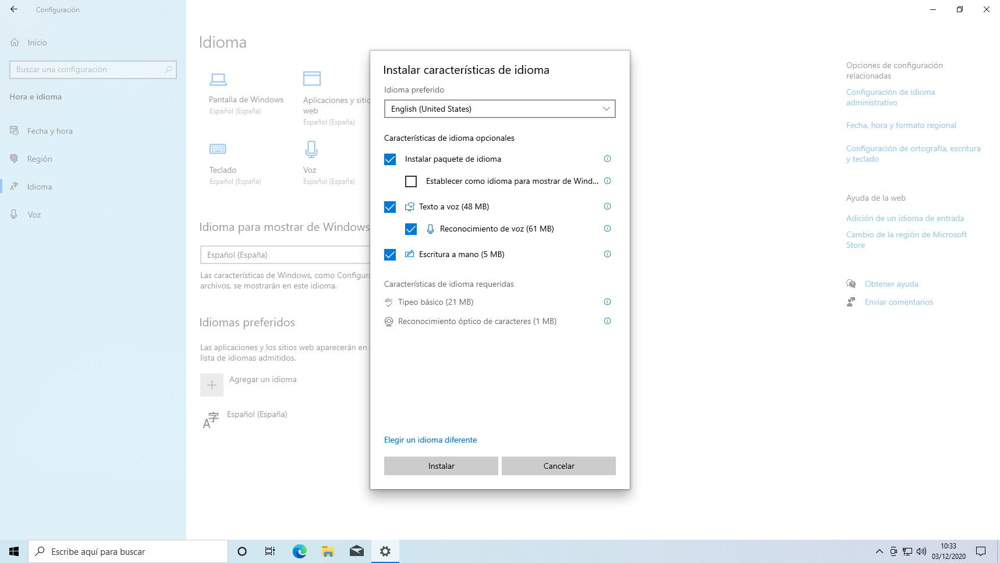 Configuración
Inicio
Buscar una configuración
Hora e idioma
Fecha y hora
Región
Idioma
Voz
Idioma
Pantalla de Windows
Español (España)
Aplicaciones y sitio
web
Español (España)
Teclado
Español (España)
Voz
Español (España)
Idioma para mostrar de Windows
Español (España)
Las características de Windows, como Configura
archivos, se mostrarán en este idioma.
Idiomas preferidos
Las aplicaciones y los sitios web aparecerán en
lista de idiomas admitidos.
Agregar un idioma
Español (España)
Instalar características de idioma
Idioma preferido
English (United States)
Características de idioma opcionales
Instalar paquete de idioma
Establecer como idioma para mostrar de Wind...
Texto a voz (48 MB)
Reconocimiento de voz (61 MB)
Escritura a mano (5 MB)
Características de idioma requeridas
Tipeo básico (21 MB)
Reconocimiento óptico de caracteres (1 MB)
Elegir un idioma diferente
Instalar
Cancelar
Opciones de configuración
relacionadas
Configuración de idioma
administrativo
Fecha, hora y formato regional
Configuración de ortografía, escritura
y teclado
Ayuda de la web
Adición de un idioma de entrada
Cambio de la región de Microsoft
Store
Obtener ayuda
Enviar comentarios
Escribe aquí para buscar
10:33
03/12/2020